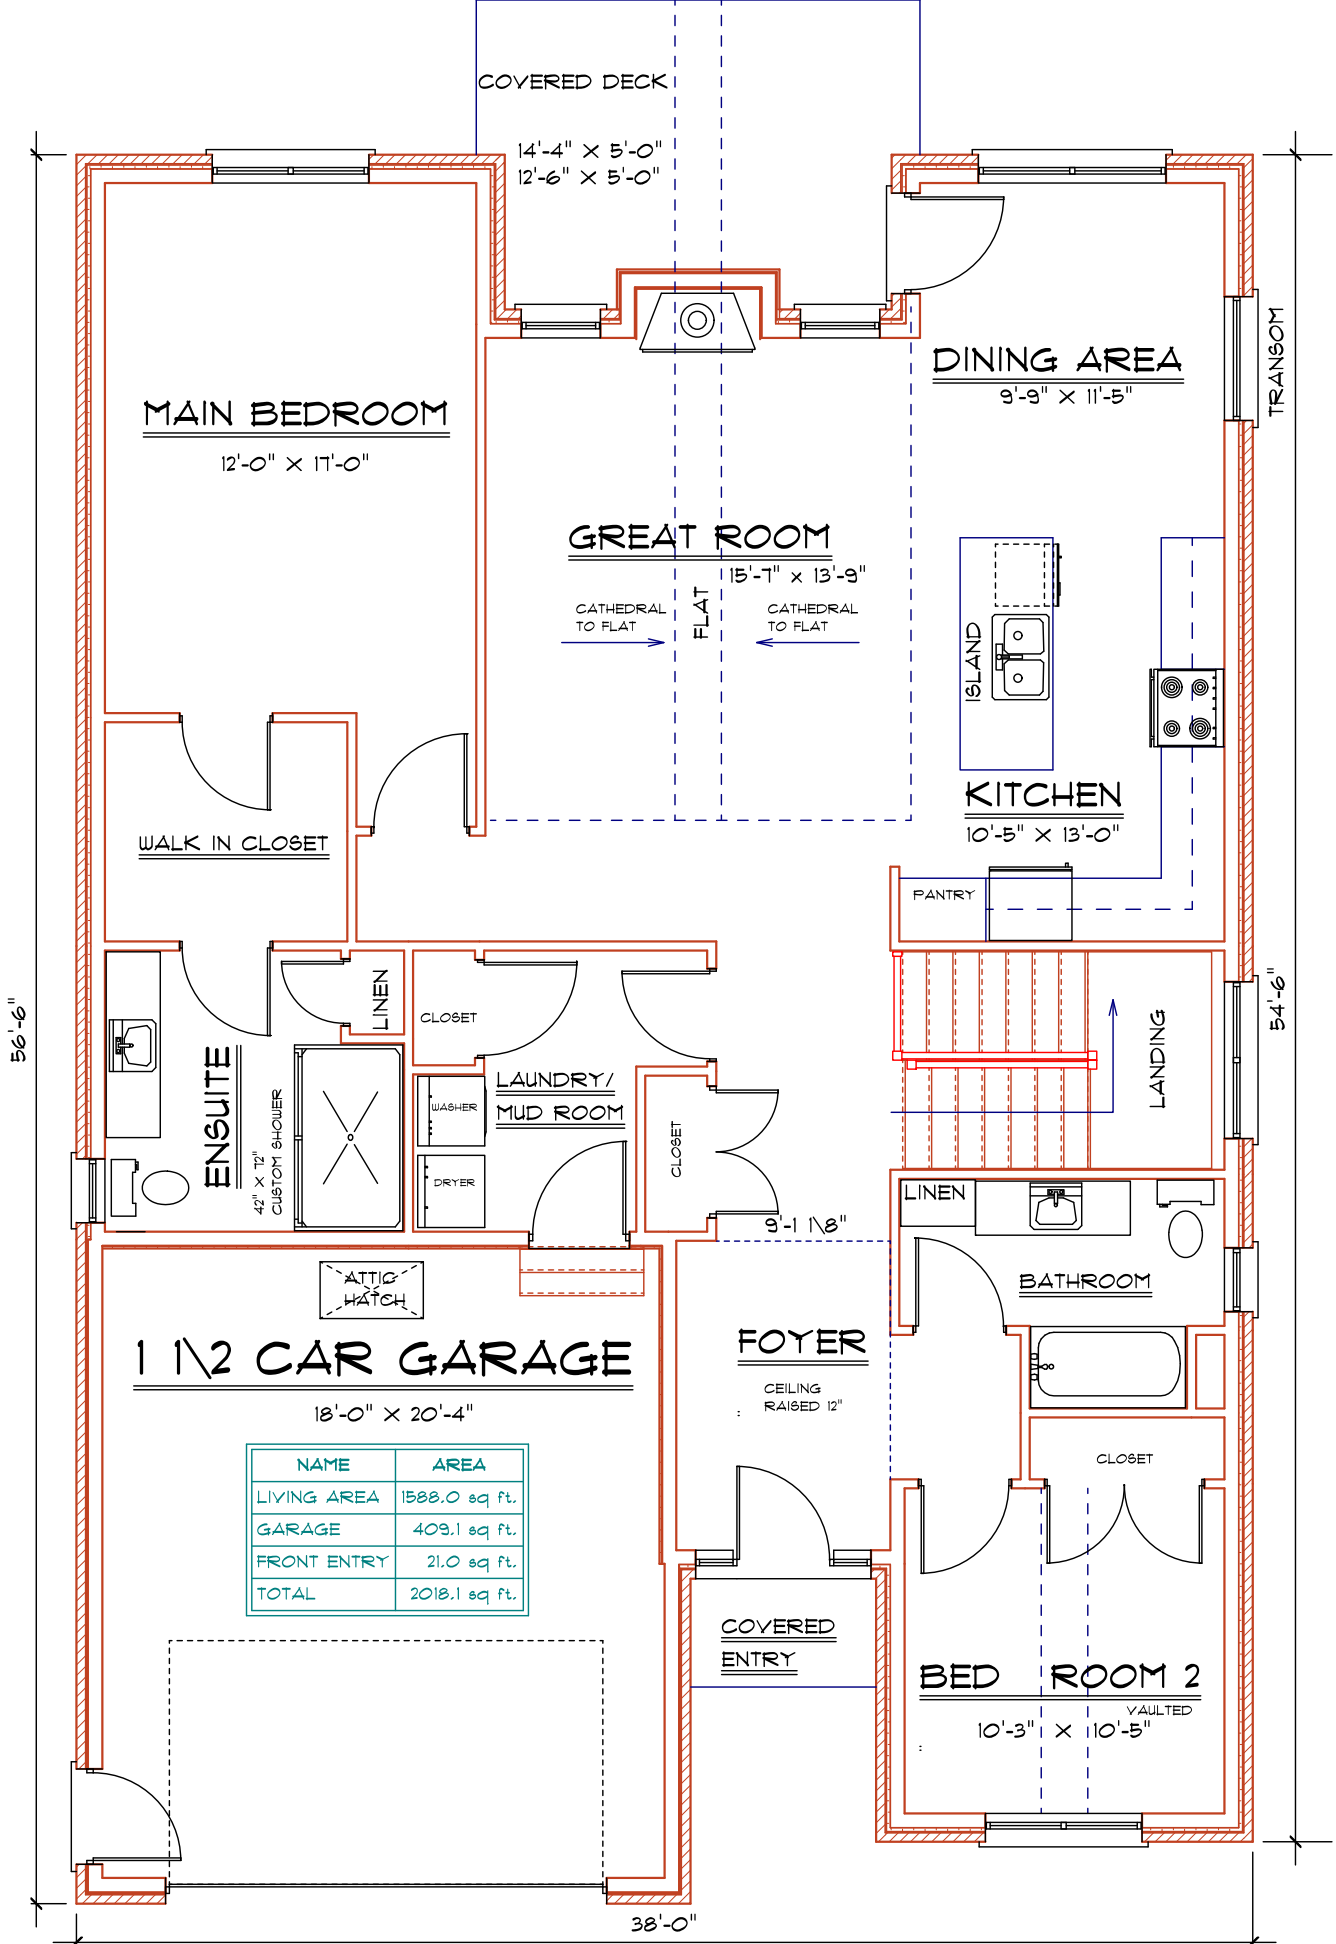 COVERED DECK
14'-4" X 5'-0"
12'-6" X 5'-0"
TRANSOM
DINING AREA
9'-9" X 11'-5"
MAIN BEDROOM
12'-0" X 17'-0"
GREAT ROOM
15'-7" x 13'-9"
CATHEDRAL
TO FLAT
FLAT
CATHEDRAL
TO FLAT
ISLAND
KITCHEN
10'-5" X 13'-0"
WALK IN CLOSET
PANTRY
LINEN
CLOSET
56'-6"
54'-6"
LANDING
ENSUITE
42" X 72"
CUSTOM SHOWER
LAUNDRY/
MUD ROOM
WASHER
DRYER
CLOSET
LINEN
9'-1 1\8"
BATHROOM
ATTIC
HATCH
1 1\2 CAR GARAGE
18'-0" X 20'-4"
FOYER
CEILING
RAISED 12"
CLOSET
NAME AREA
LIVING AREA 1588.0 sq ft.
GARAGE 409.1 sq ft.
FRONT ENTRY 21.0 sq ft.
TOTAL 2018.1 sq ft.
COVERED
ENTRY
BED ROOM 2
VAULTED
10'-3" X 10'-5"
38'-0"